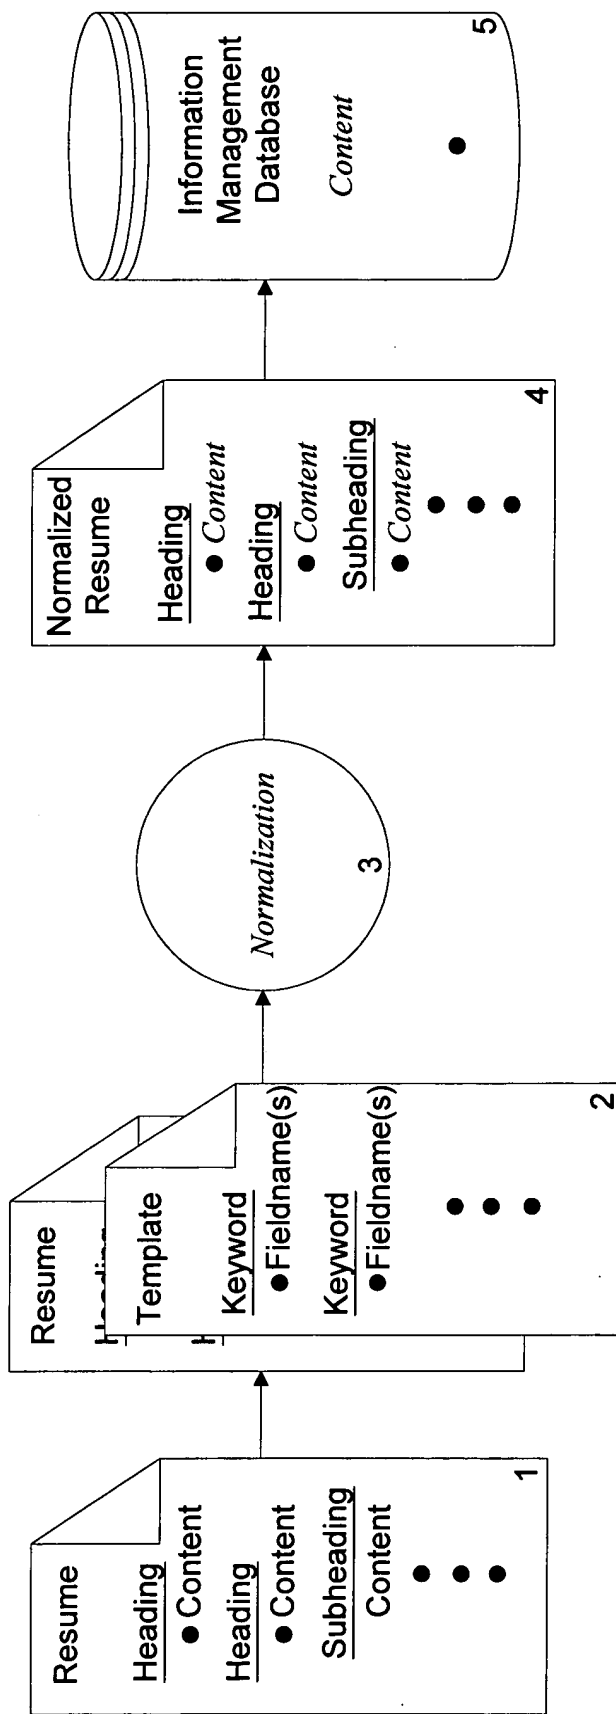 Resume
Heading
● Content
Heading
● Content
Subheading
Content
1
Resume
Heading
H
Template
Keyword
●Fieldname(s)
Keyword
●Fieldname(s)
2
Normalization
3
Normalized
Resume
Heading
● Content
Heading
● Content
Subheading
● Content
4
Information
Management
Database
Content
5